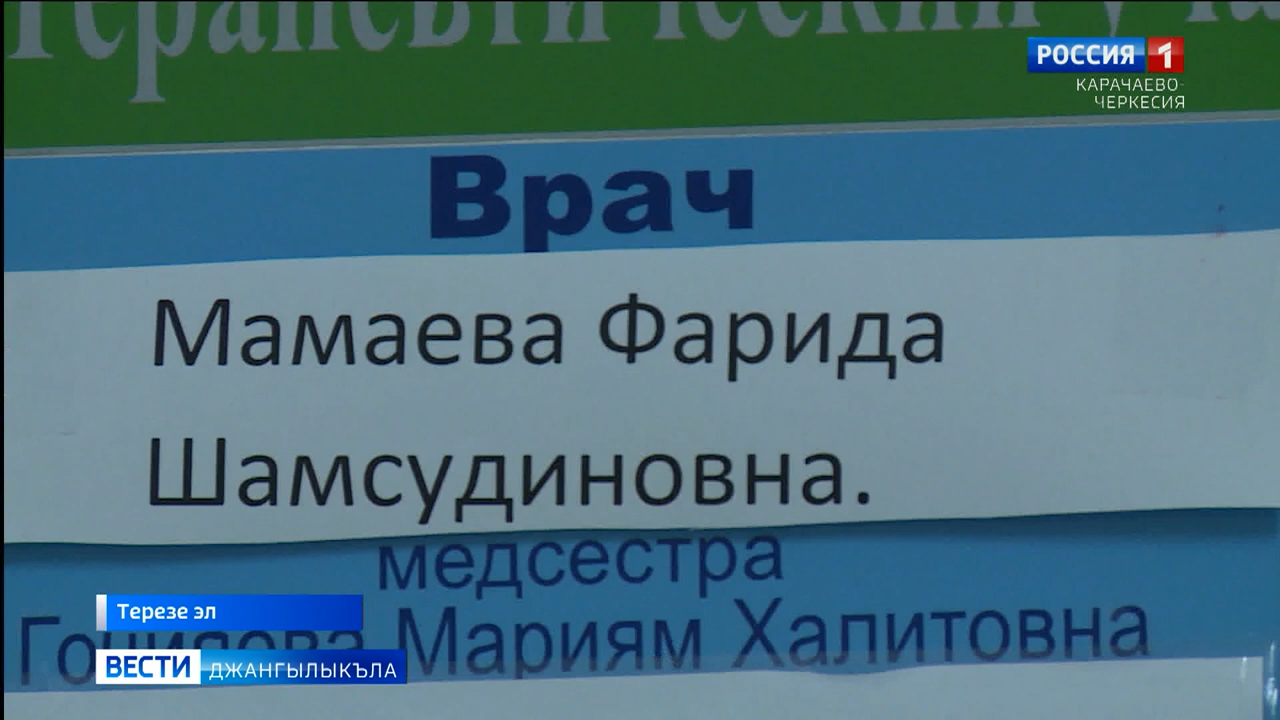 РОССИЯ 1
КАРАЧАЕВО-
ЧЕРКЕСИЯ
Врач
Мамаева Фарида
Шамсудиновна.
медсестра
Мариям Халитовна
Терезе эл
ВЕСТИ ДЖАНГЫЛЫКЪЛА